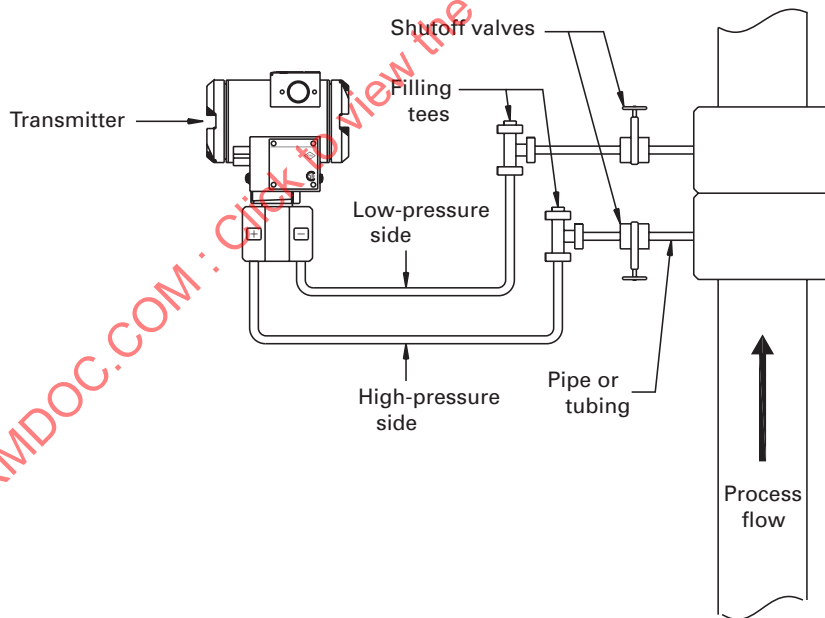 Shutoff valves
Transmitter
Filling
tees
Low-pressure
side
+
−
High-pressure
side
Pipe or
tubing
Process
flow
MDOC.COM : Click to view the